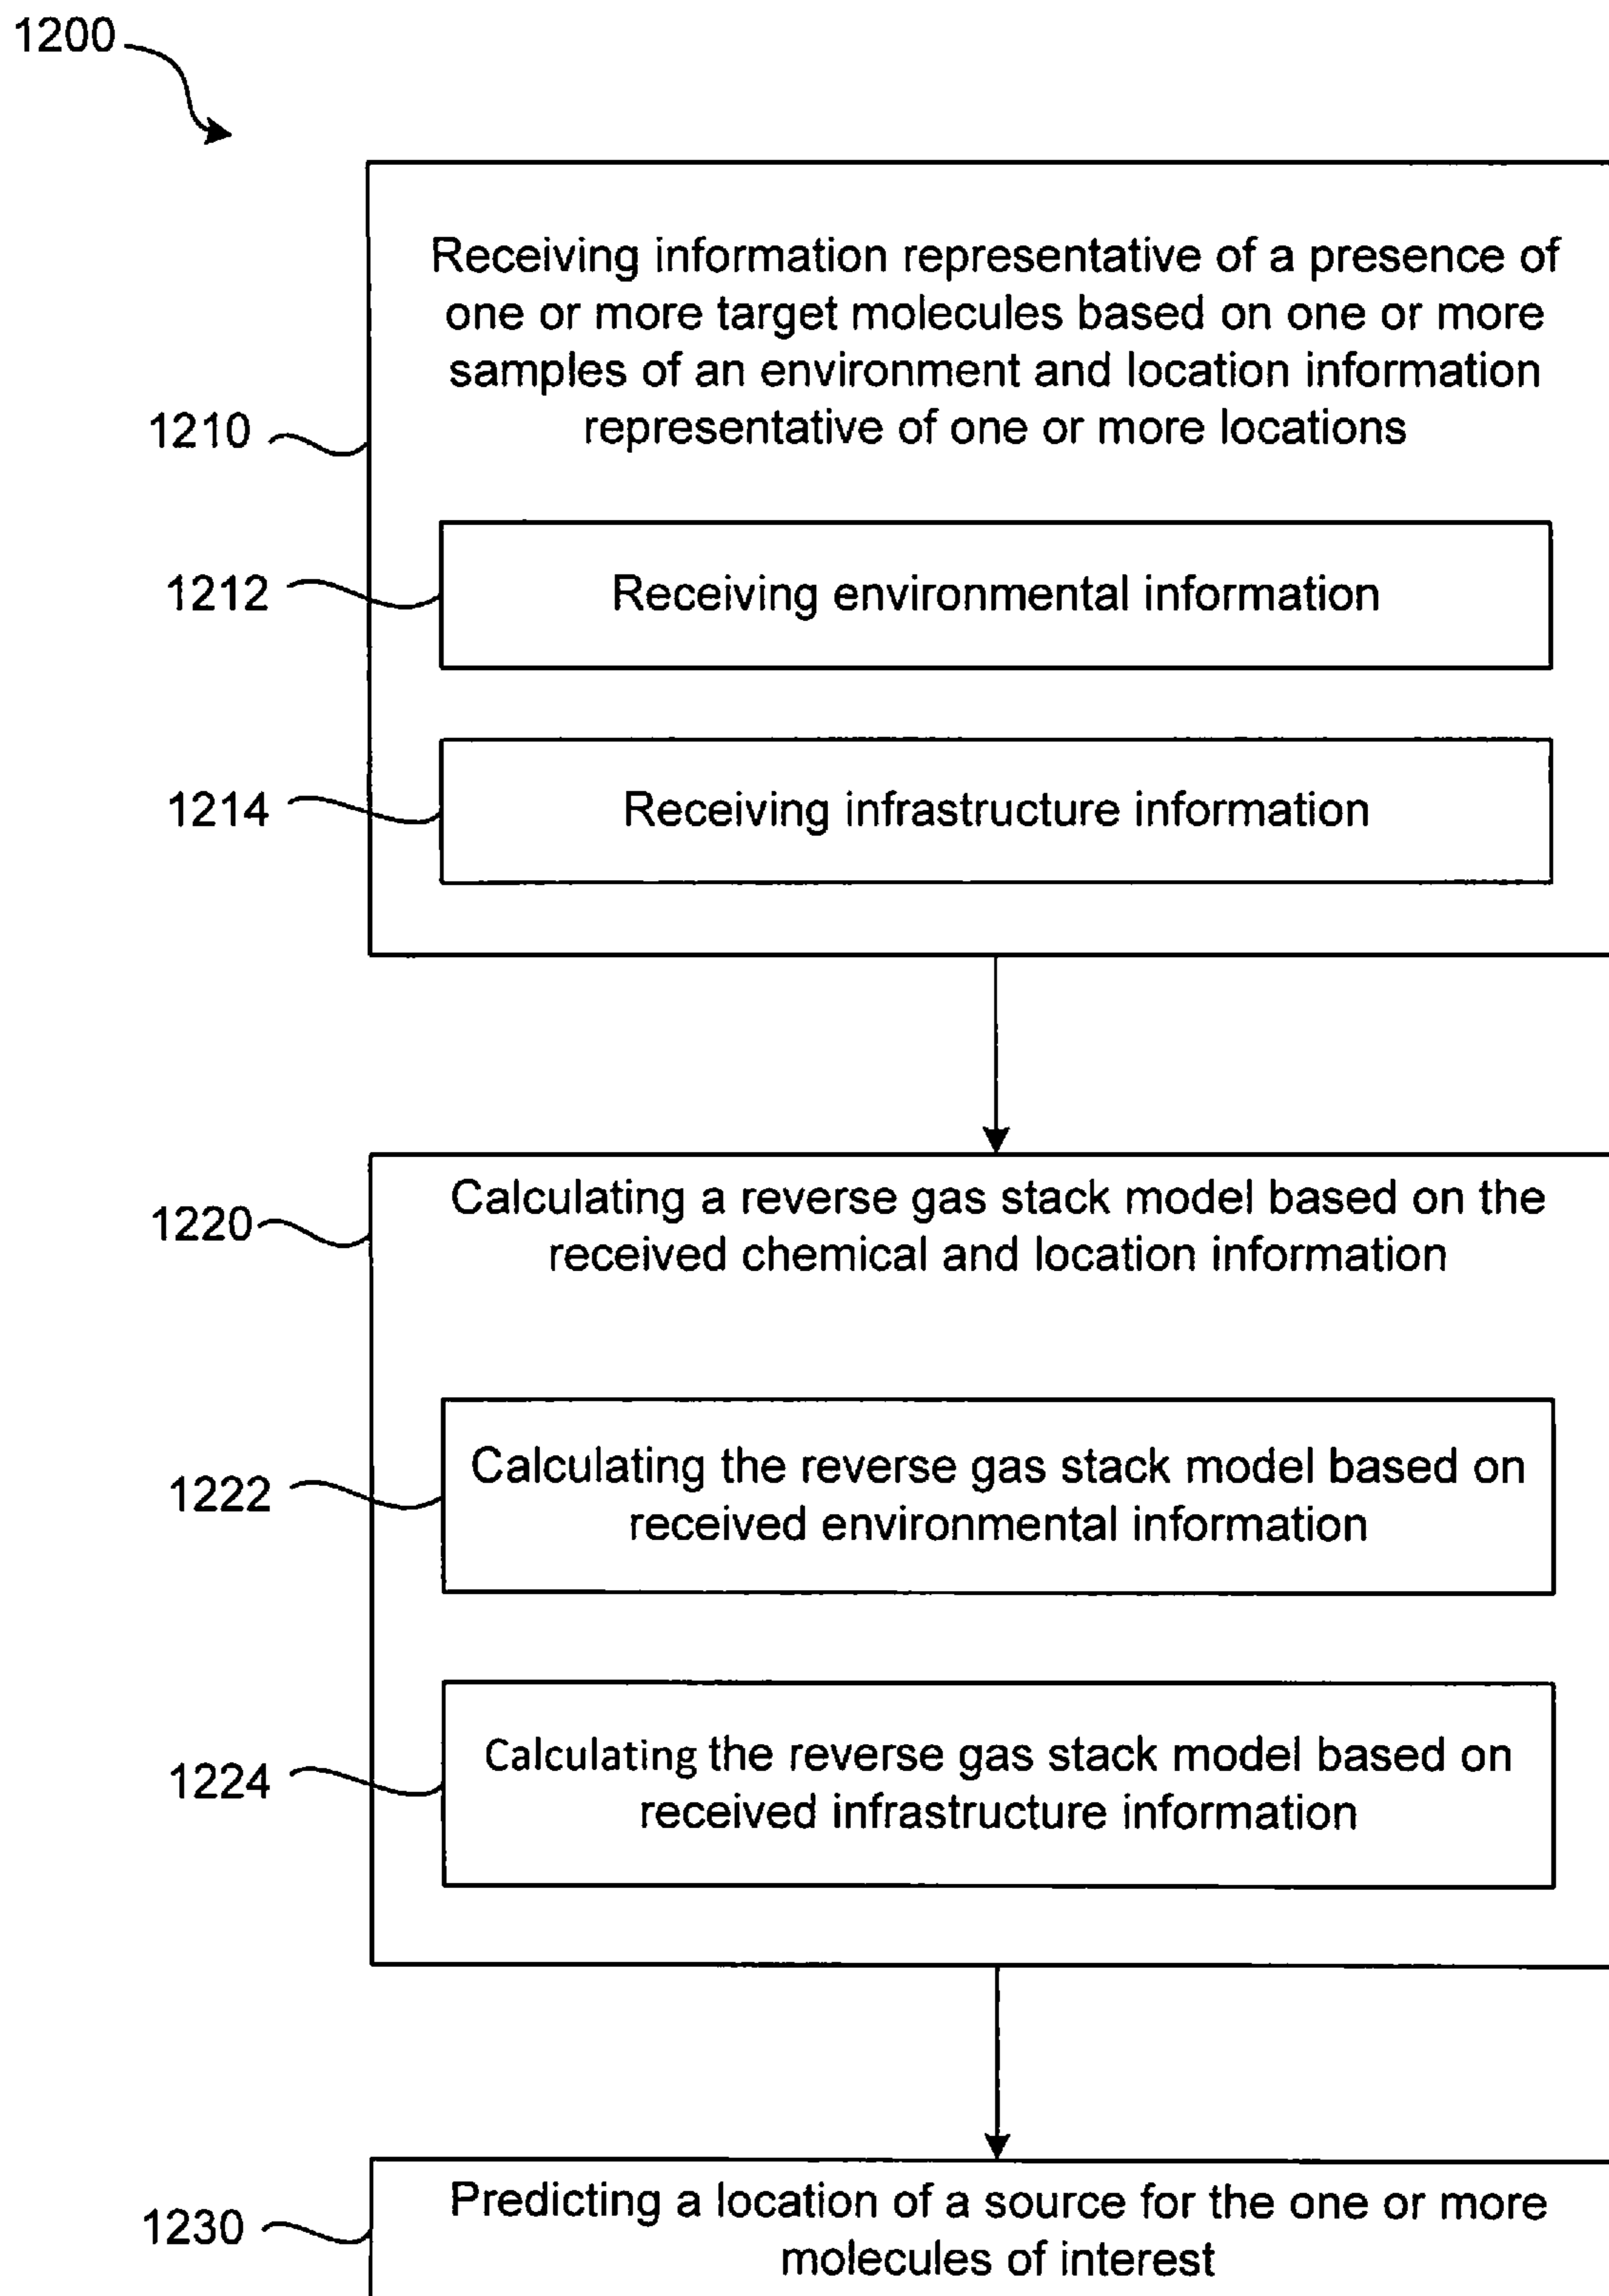 1200
Receiving information representative of a presence of
one or more target molecules based on one or more
samples of an environment and location information
representative of one or more locations
1210
1212
Receiving environmental information
1214
Receiving infrastructure information
1220
Calculating a reverse gas stack model based on the
received chemical and location information
1222
Calculating the reverse gas stack model based on
received environmental information
1224
Calculating the reverse gas stack model based on
received infrastructure information
1230
Predicting a location of a source for the one or more
molecules of interest